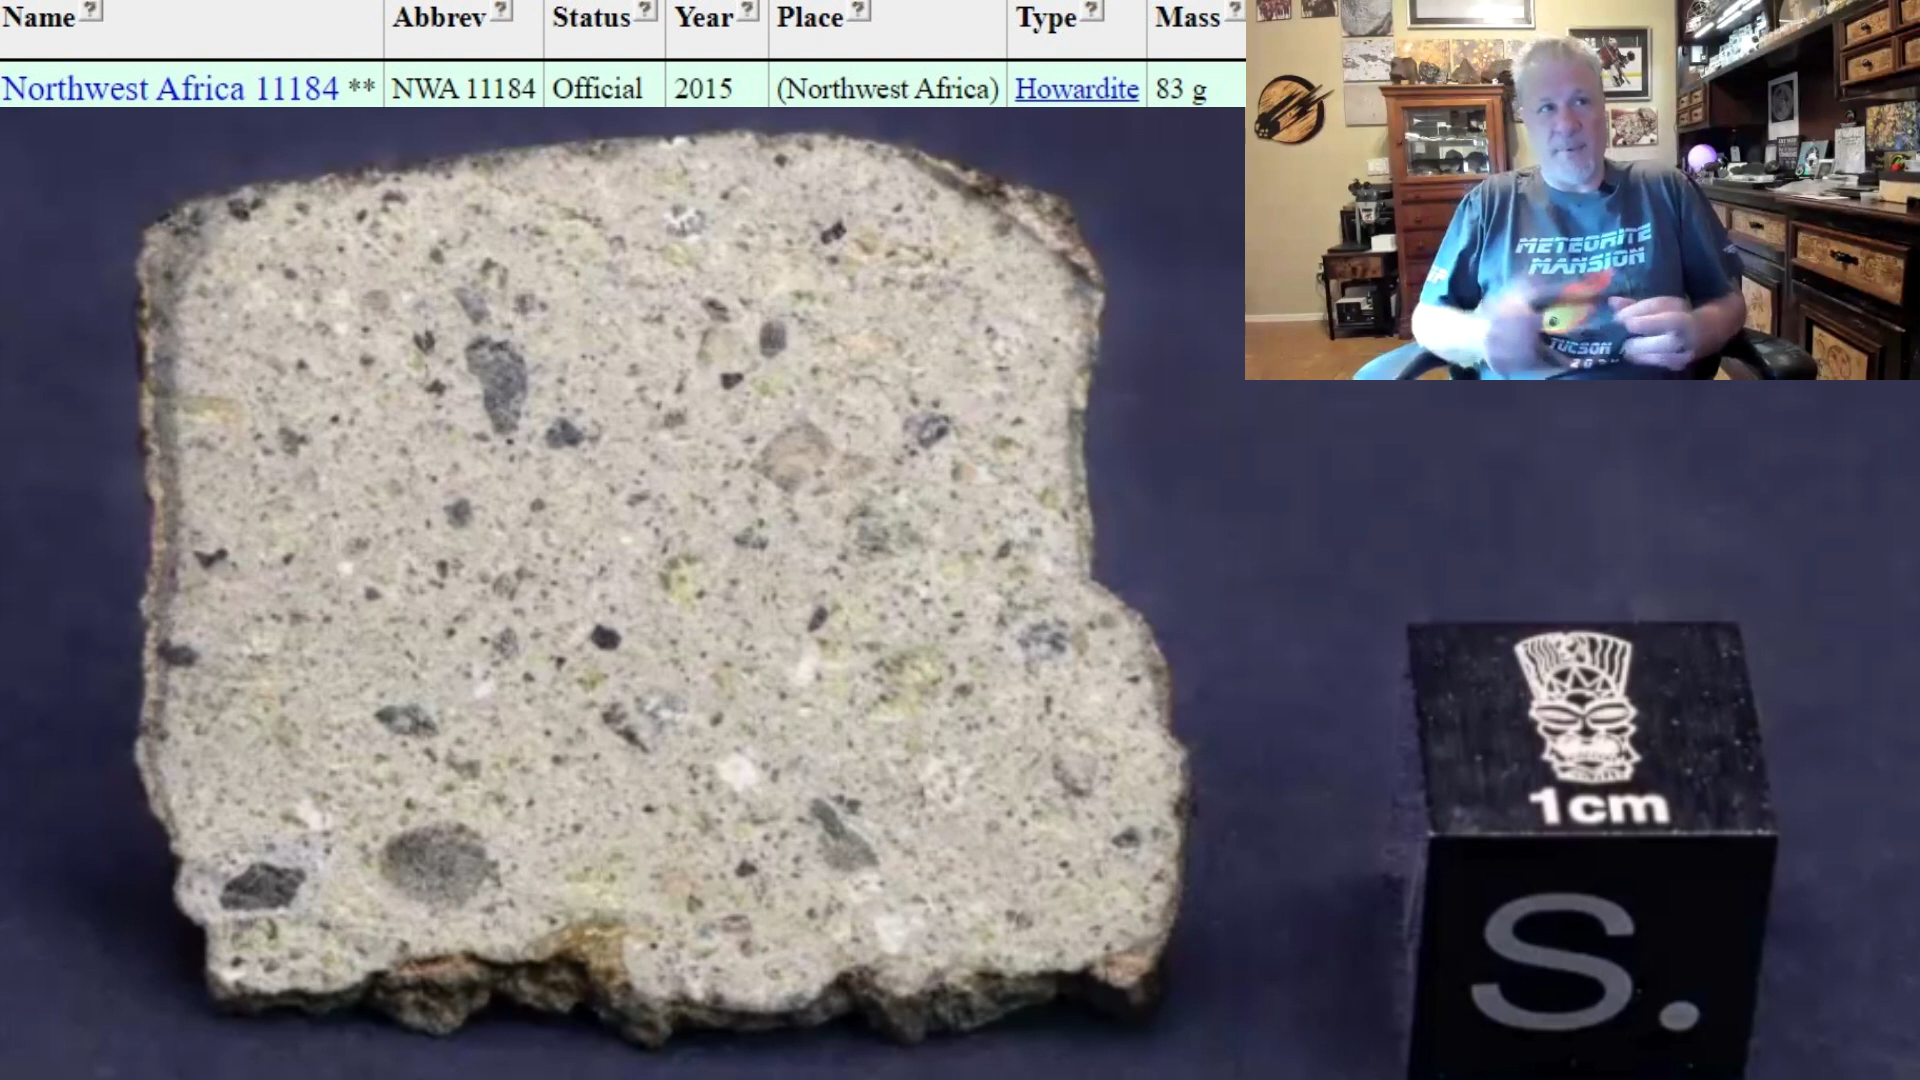 Name ? Abbrev ? Status ? Year ? Place ? Type ? Mass ?
Northwest Africa 11184 ** NWA 11184 Official 2015 (Northwest Africa) Howardite 83 g
METEORITE
MANSION
TUCSON
1cm
S.